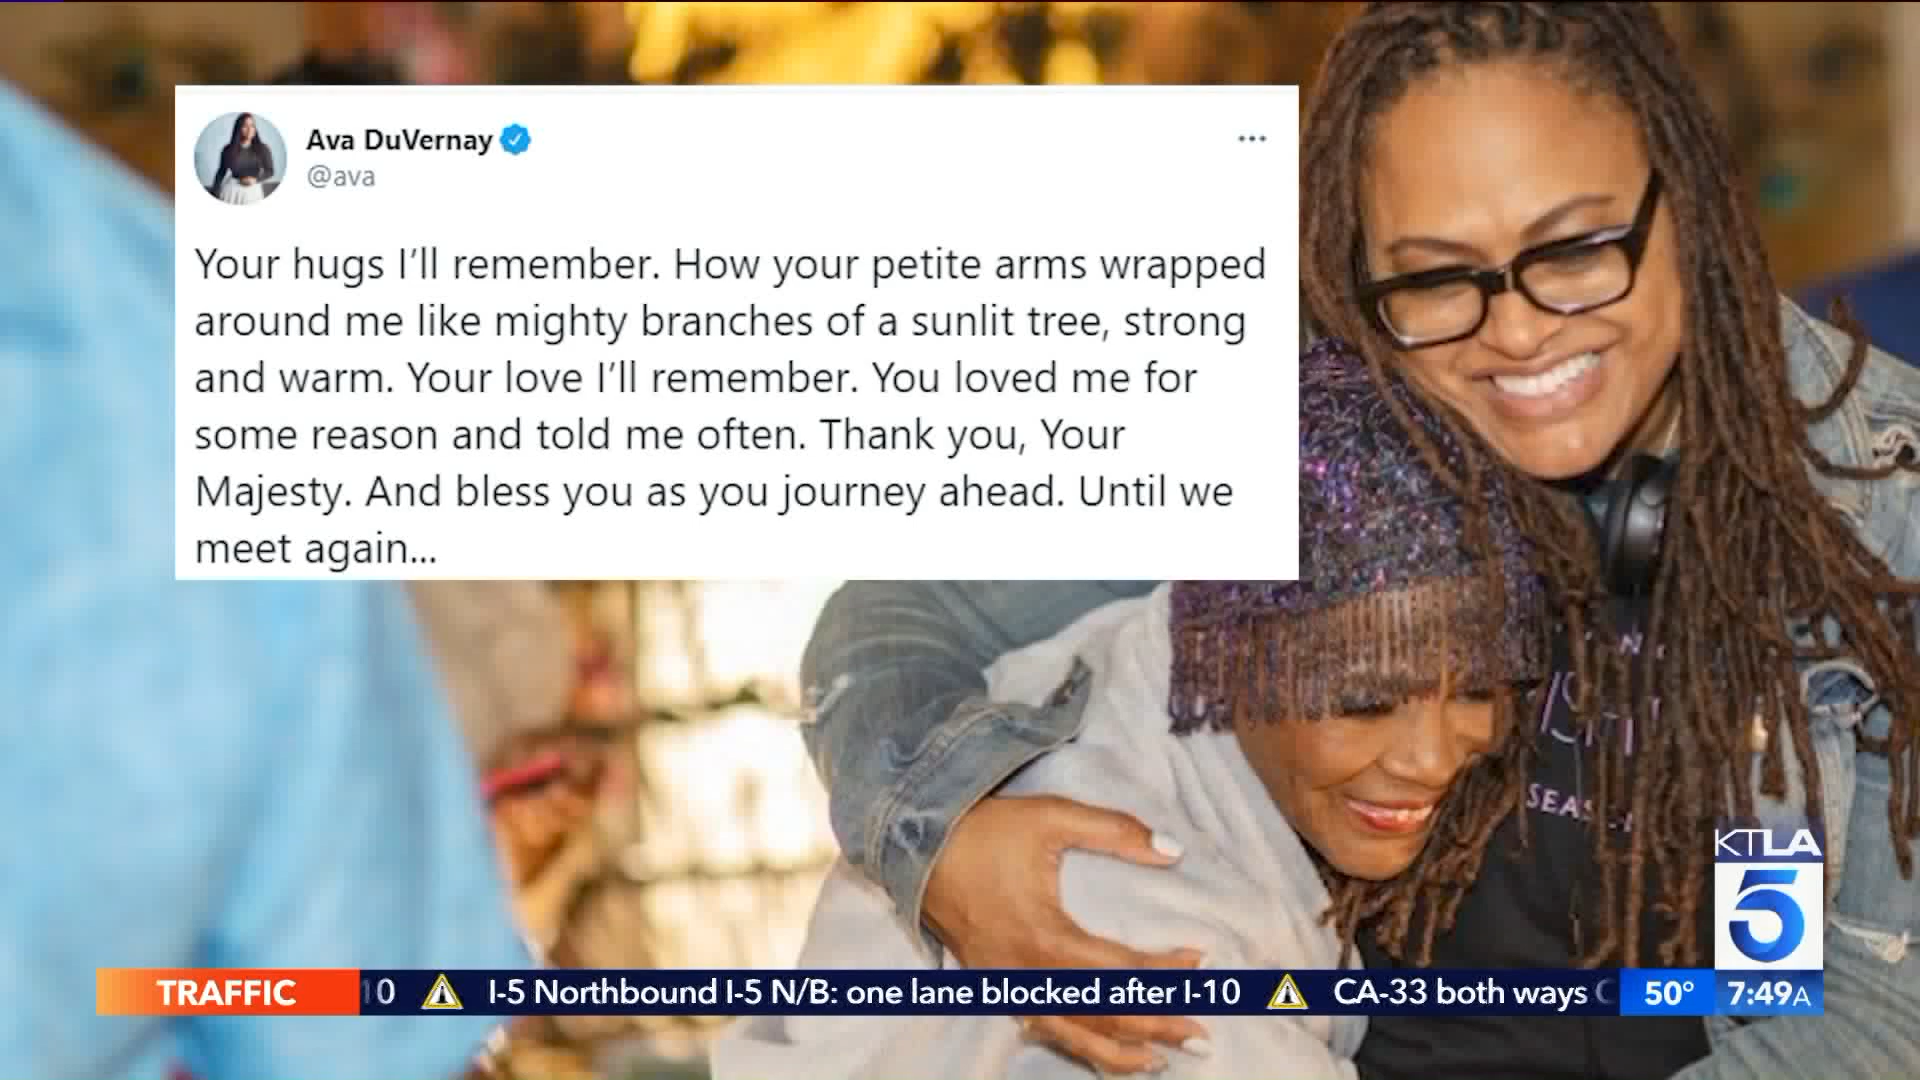 Ava DuVernay
@ava
Your hugs I'll remember. How your petite arms wrapped
around me like mighty branches of a sunlit tree, strong
and warm. Your love I'll remember. You loved me for
some reason and told me often. Thank you, Your
Majesty. And bless you as you journey ahead. Until we
meet again...
SEAS
KTLA
5
TRAFFIC
10 I-5 Northbound I-5 N/B: one lane blocked after I-10 CA-33 both ways C
50° 7:49A